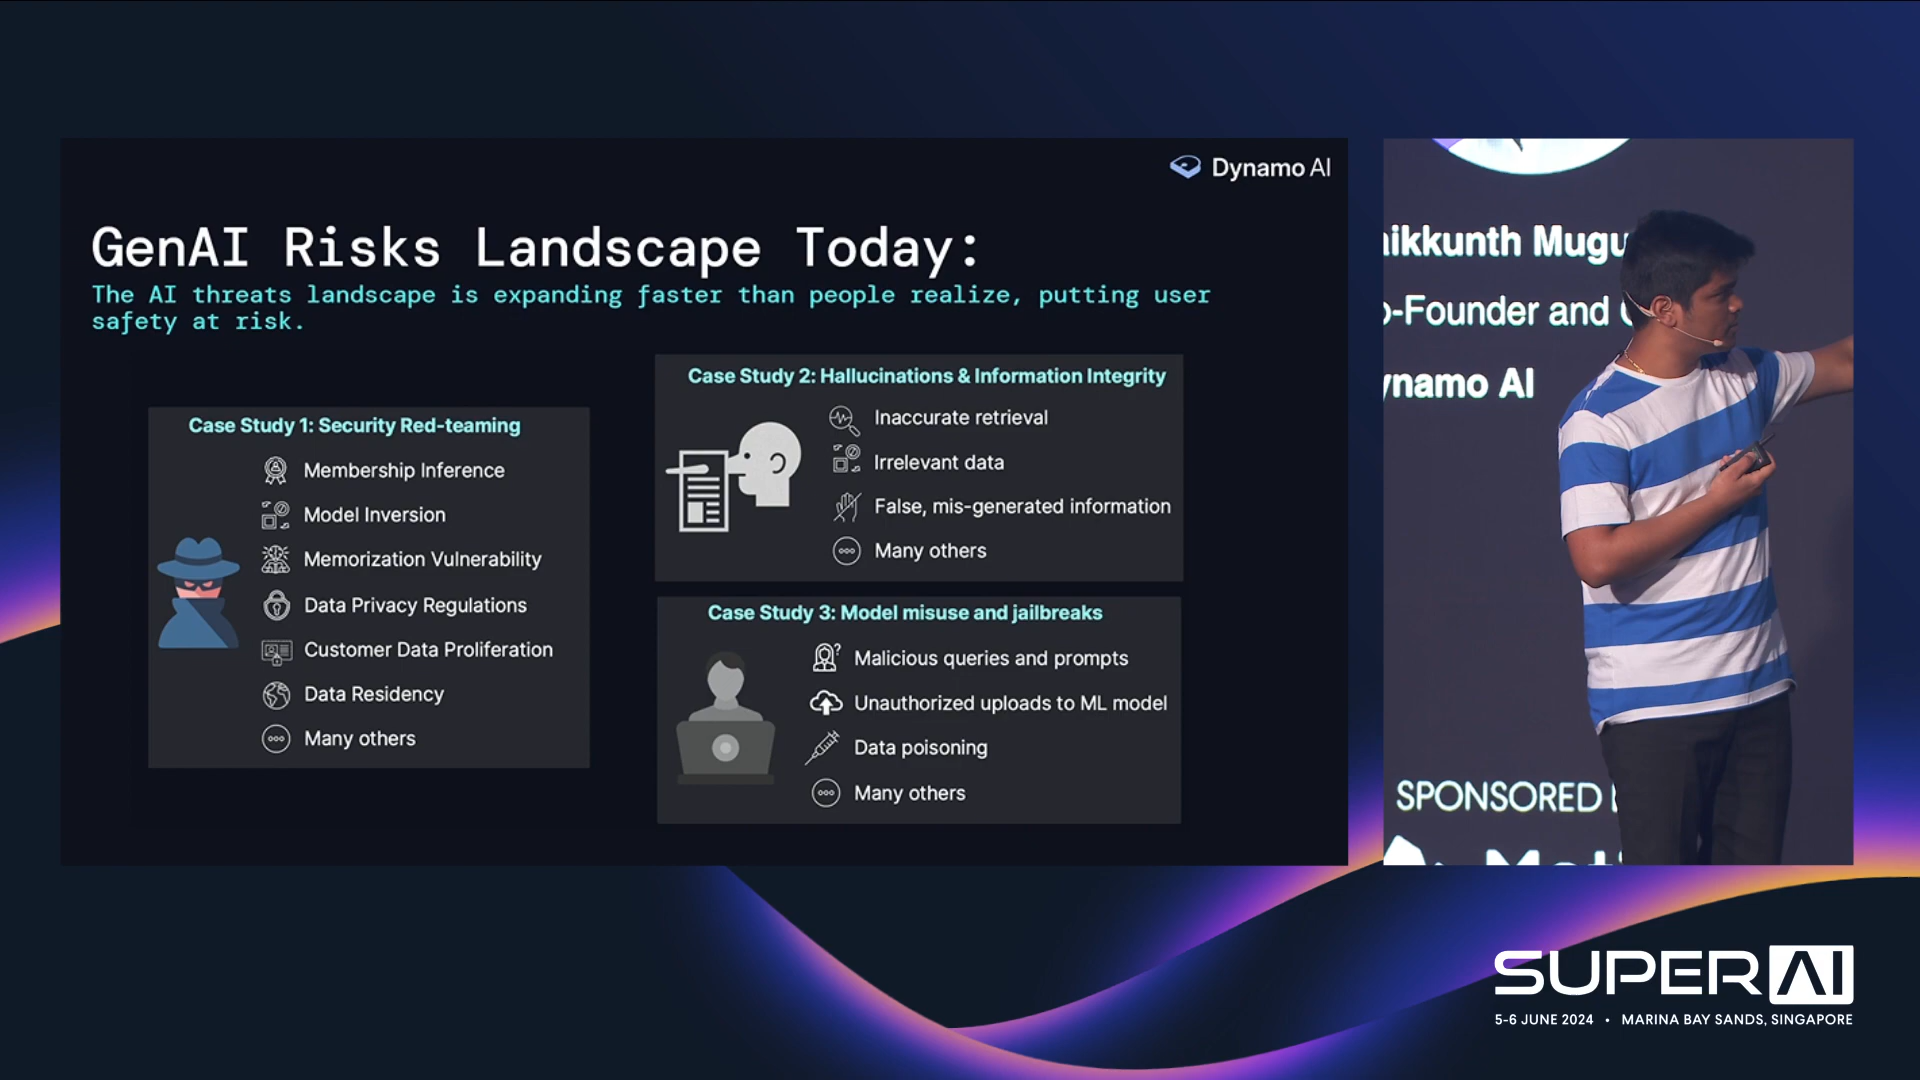 Dynamo AI
GenAI Risks Landscape Today:
The AI threats landscape is expanding faster than people realize, putting user
safety at risk.
Case Study 1: Security Red-teaming
Membership Inference
Model Inversion
Memorization Vulnerability
Data Privacy Regulations
Customer Data Proliferation
Data Residency
Many others
Case Study 2: Hallucinations & Information Integrity
Inaccurate retrieval
Irrelevant data
False, mis-generated information
Many others
Case Study 3: Model misuse and jailbreaks
Malicious queries and prompts
Unauthorized uploads to ML model
Data poisoning
Many others
ikkunth Mugu
o-Founder and
ynamo AI
SPONSORED
SUPER AI
5-6 JUNE 2024 • MARINA BAY SANDS, SINGAPORE